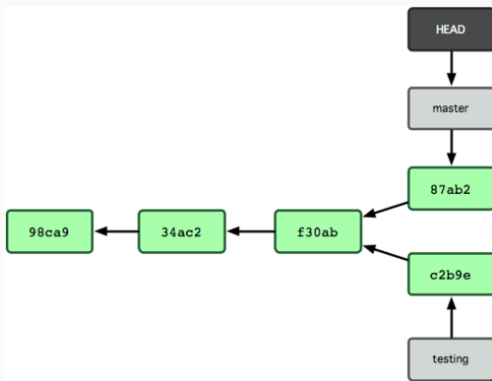 HEAD
master
87ab2
98ca9
34ac2
f30ab
c2b9e
testing